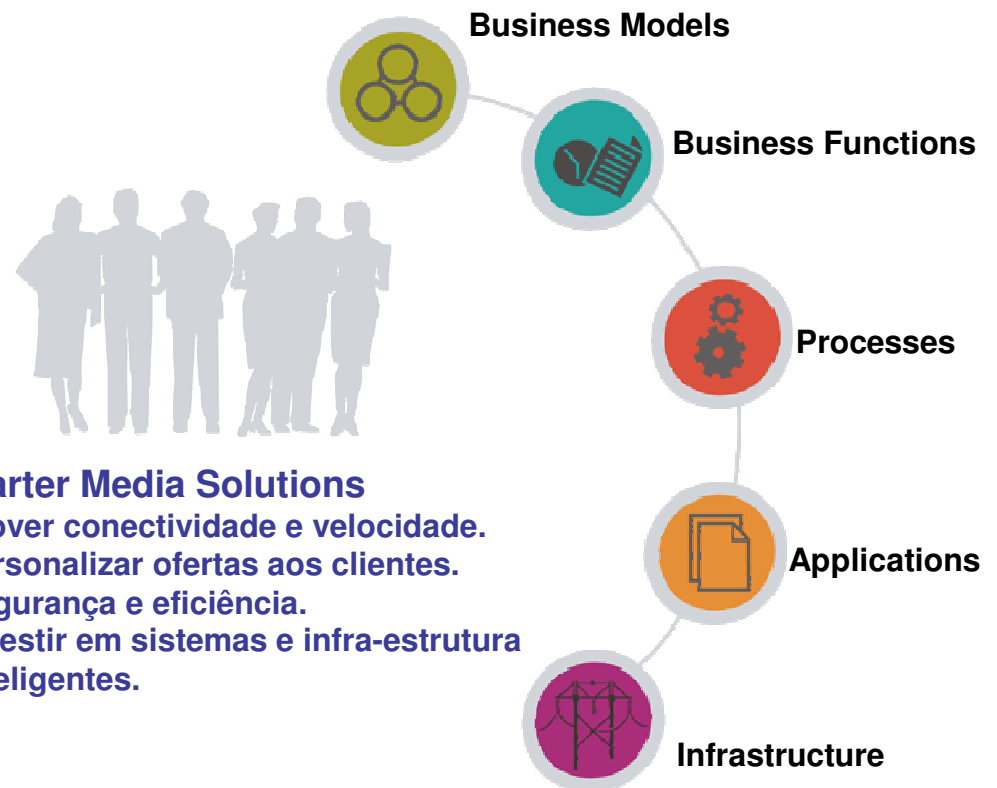 Business Models
Business Functions
Processes
arter Media Solutions
over conectividade e velocidade.
rsonalizar ofertas aos clientes.
gurança e eficiência.
estir em sistemas e infra-estrutura
eligentes.
Applications
Infrastructure